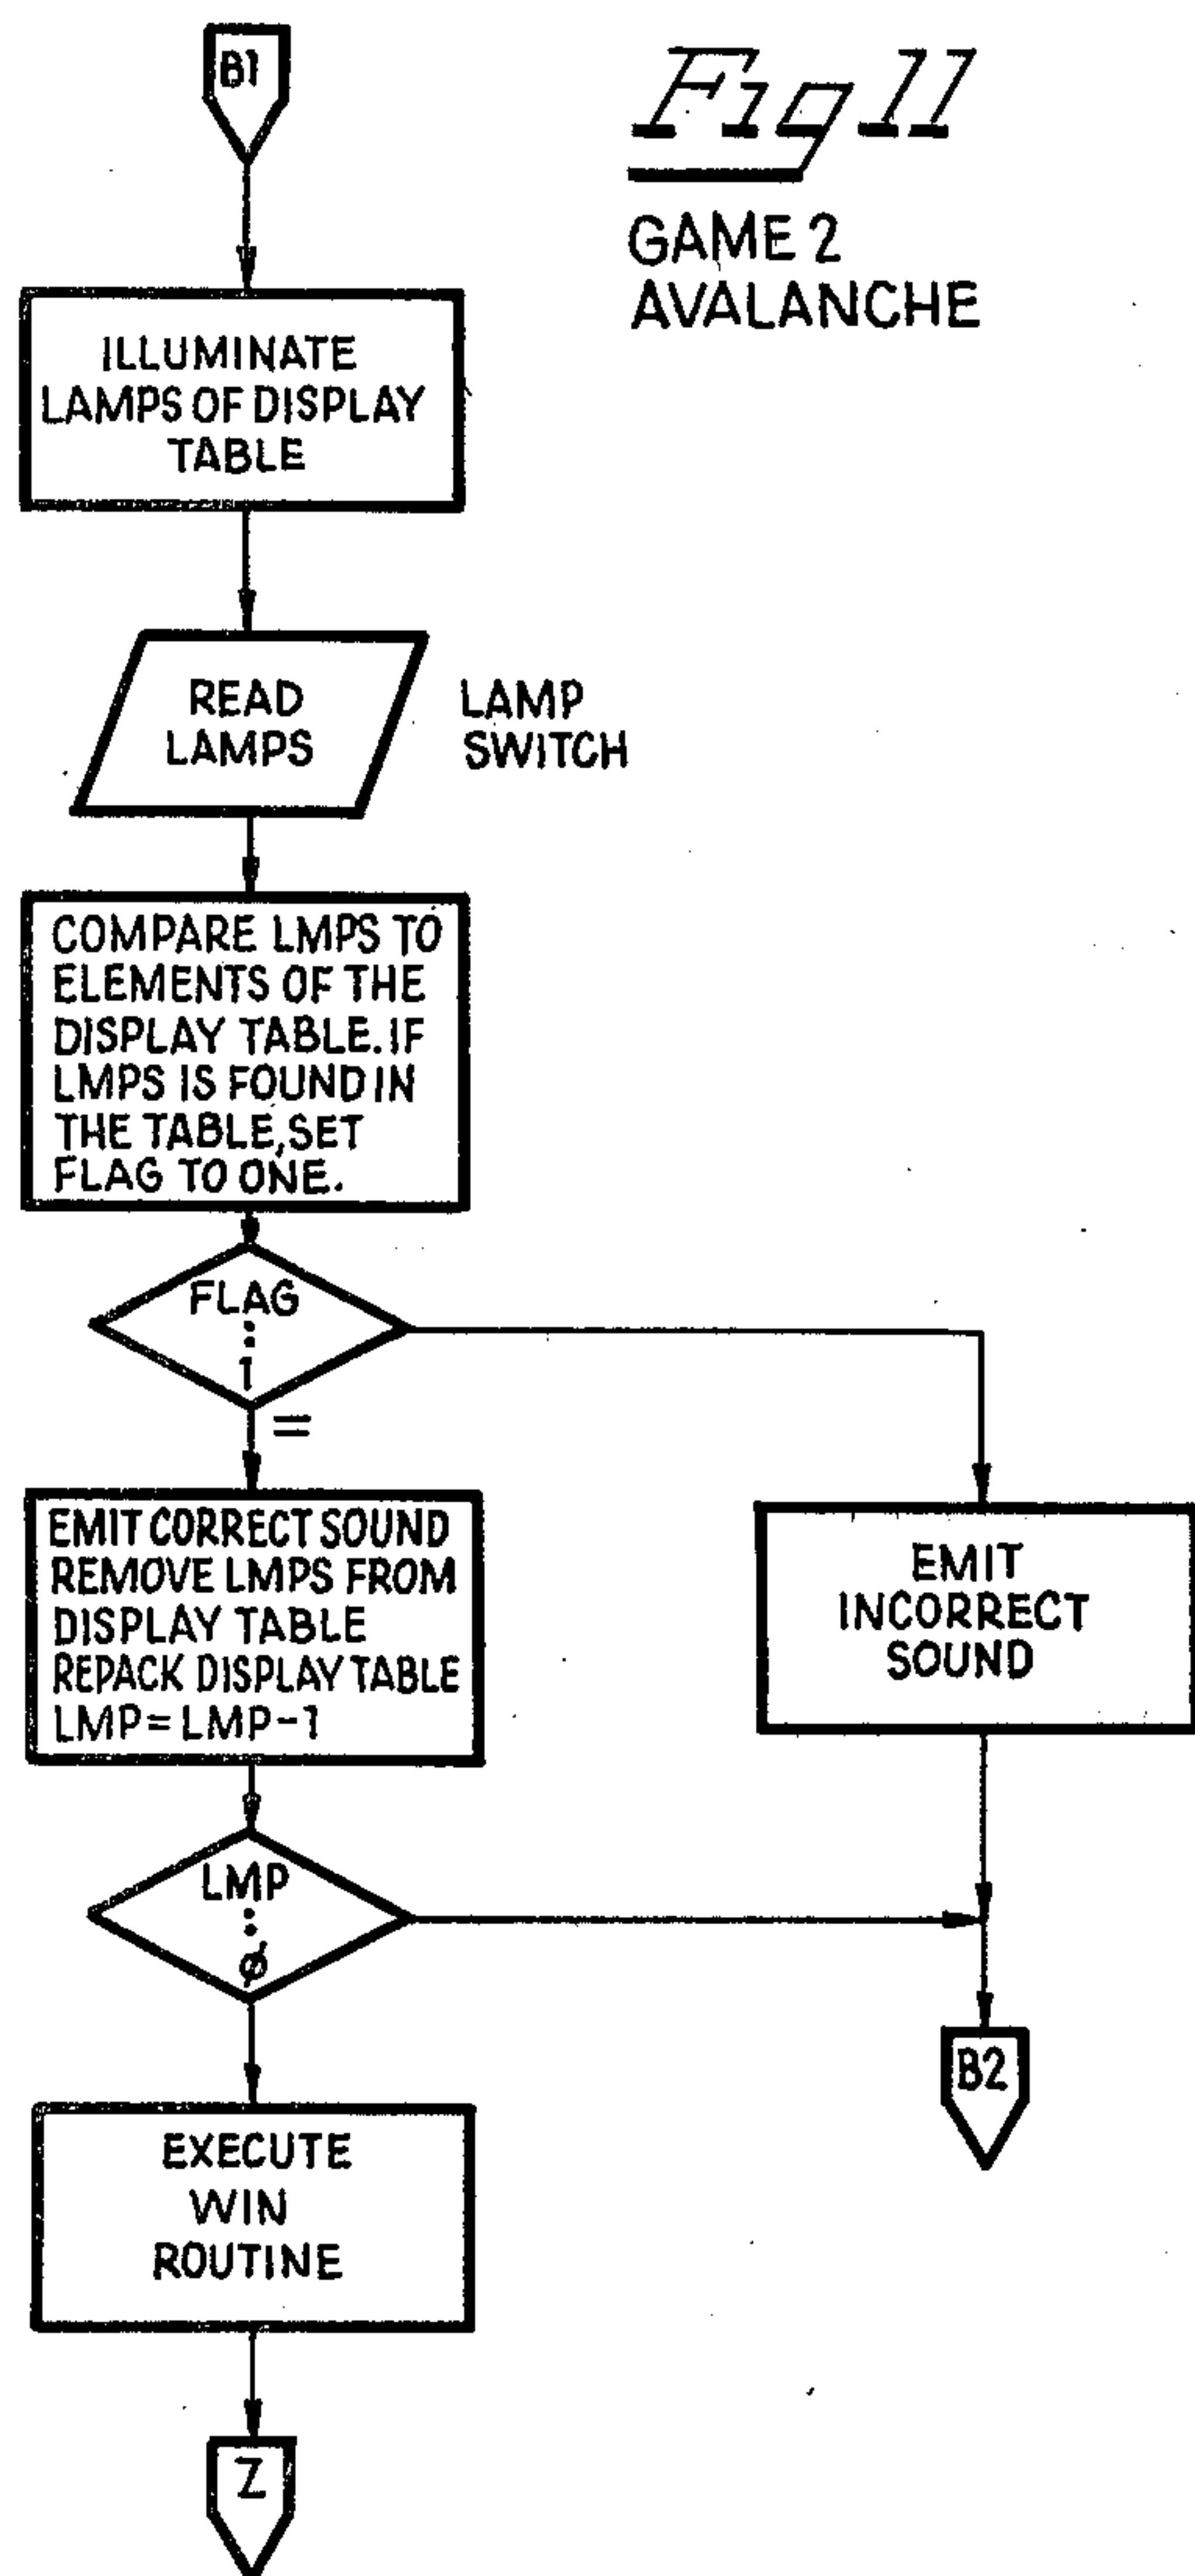 B1
Fig 11
GAME 2
AVALANCHE
ILLUMINATE
LAMPS OF DISPLAY
TABLE
READ
LAMPS
LAMP
SWITCH
COMPARE LMPS TO
ELEMENTS OF THE
DISPLAY TABLE. IF
LMPS IS FOUND IN
THE TABLE, SET
FLAG TO ONE.
FLAG
:
1
=
EMIT CORRECT SOUND
REMOVE LMPS FROM
DISPLAY TABLE
REPACK DISPLAY TABLE
LMP = LMP - 1
EMIT
INCORRECT
SOUND
LMP
:
Ø
B2
EXECUTE
WIN
ROUTINE
Z